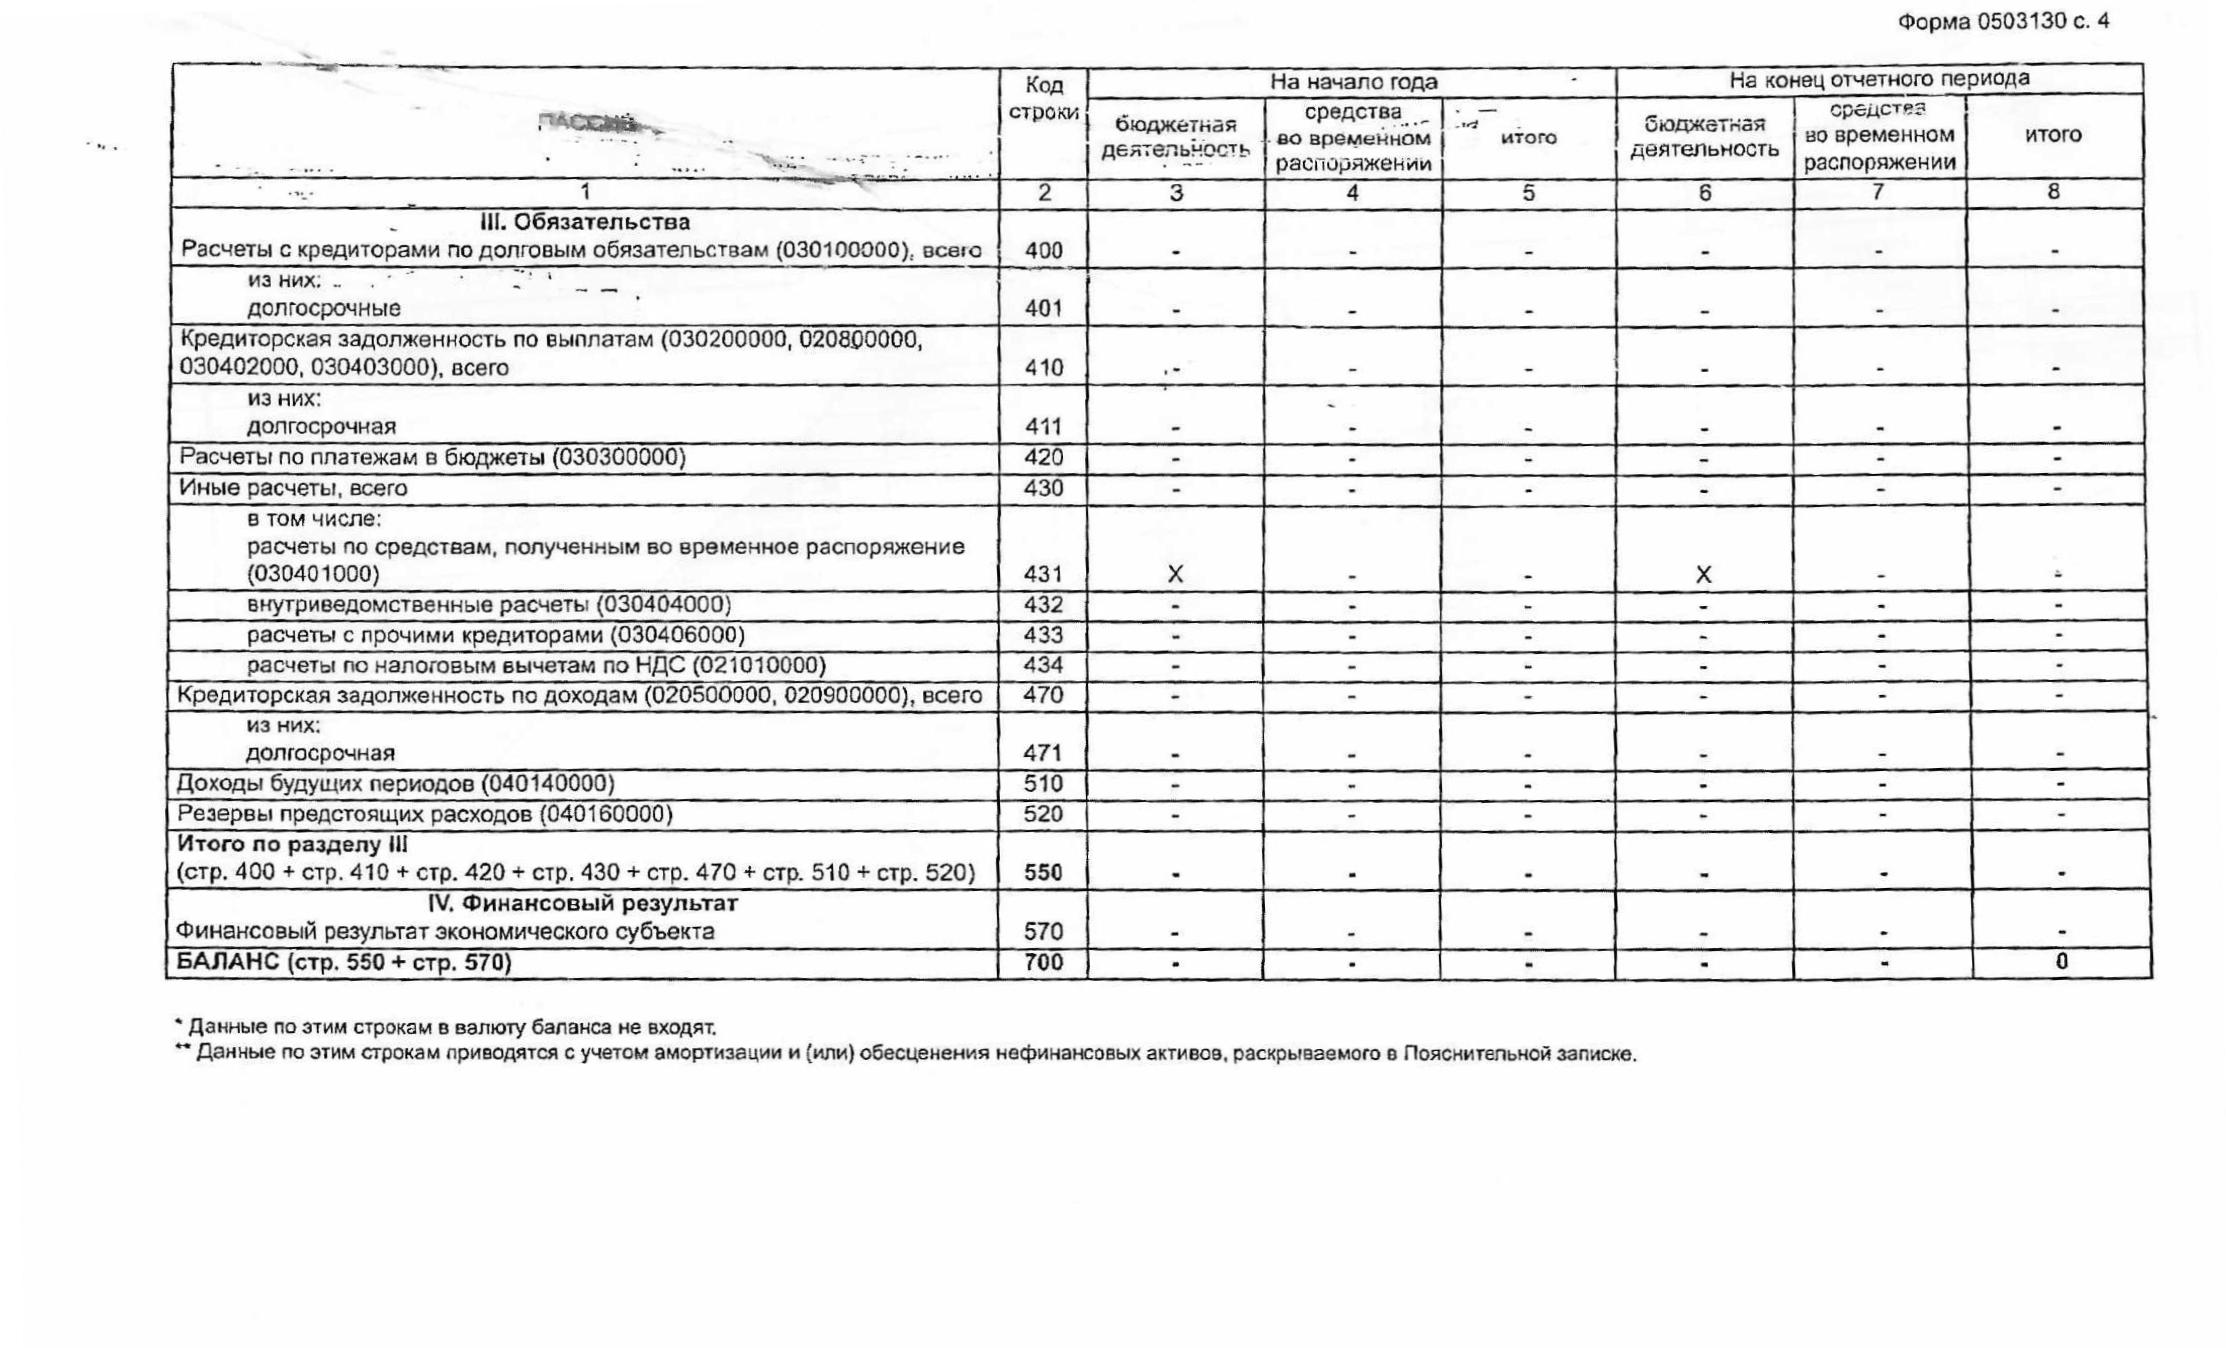 Форма 0503130 с. 4
ПАССИВ
Код строки
На начало года
На конец отчетного периода
бюджетная деятельность
средства во временном распоряжении
итого
бюджетная деятельность
средства во временном распоряжении
итого
1 2 3 4 5 6 7 8
III. Обязательства
Расчеты с кредиторами по долговым обязательствам (030100000), всего 400 - - - - - -
из них:
долгосрочные 401 - - - - - -
Кредиторская задолженность по выплатам (030200000, 020800000,
030402000, 030403000), всего 410 - - - - - -
из них:
долгосрочная 411 - - - - - -
Расчеты по платежам в бюджеты (030300000) 420 - - - - - -
Иные расчеты, всего 430 - - - - - -
в том числе:
расчеты по средствам, полученным во временное распоряжение
(030401000) 431 X - - X - -
внутриведомственные расчеты (030404000) 432 - - - - - -
расчеты с прочими кредиторами (030406000) 433 - - - - - -
расчеты по налоговым вычетам по НДС (021010000) 434 - - - - - -
Кредиторская задолженность по доходам (020500000, 020900000), всего 470 - - - - - -
из них:
долгосрочная 471 - - - - - -
Доходы будущих периодов (040140000) 510 - - - - - -
Резервы предстоящих расходов (040160000) 520 - - - - - -
Итого по разделу III
(стр. 400 + стр. 410 + стр. 420 + стр. 430 + стр. 470 + стр. 510 + стр. 520) 550 - - - - - -
IV. Финансовый результат
Финансовый результат экономического субъекта 570 - - - - - -
БАЛАНС (стр. 550 + стр. 570) 700 - - - - - 0
* Данные по этим строкам в валюту баланса не входят.
** Данные по этим строкам приводятся с учетом амортизации и (или) обесценения нефинансовых активов, раскрываемого в Пояснительной записке.